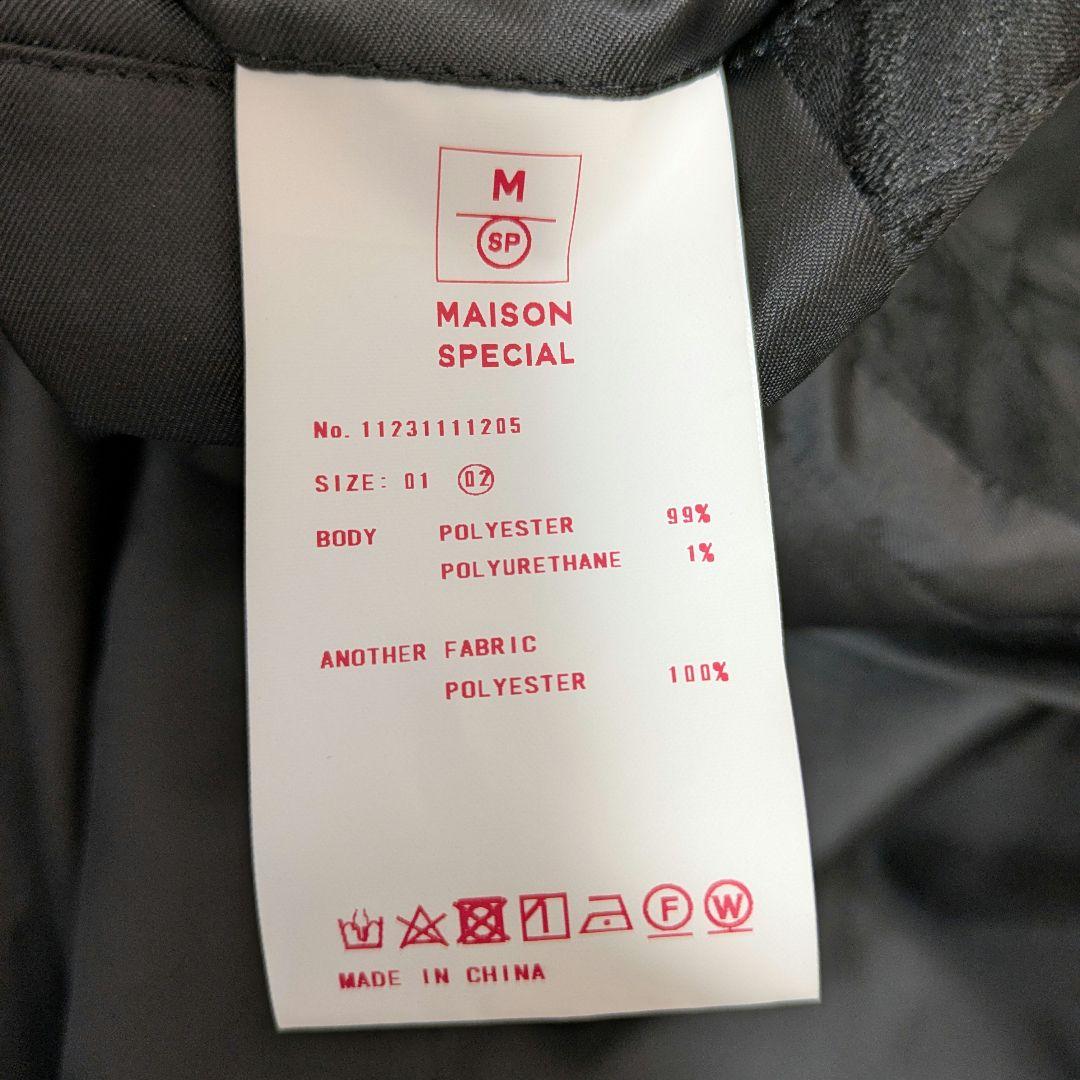 M
SP
MAISON
SPECIAL
No. 11231111205
SIZE: 01 02
BODY POLYESTER 99%
POLYURETHANE 1%
ANOTHER FABRIC
POLYESTER 100%
F W
MADE IN CHINA